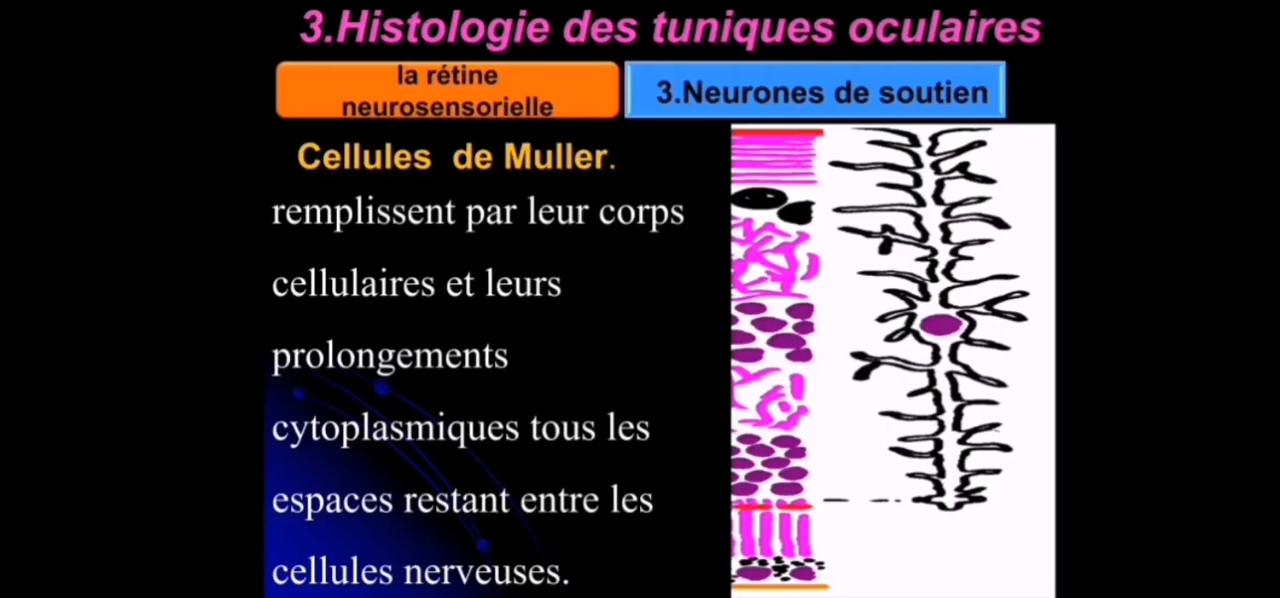 3.Histologie des tuniques oculaires
la rétine
neurosensorielle
3.Neurones de soutien
Cellules de Muller.
remplissent par leur corps
cellulaires et leurs
prolongements
cytoplasmiques tous les
espaces restant entre les
cellules nerveuses.